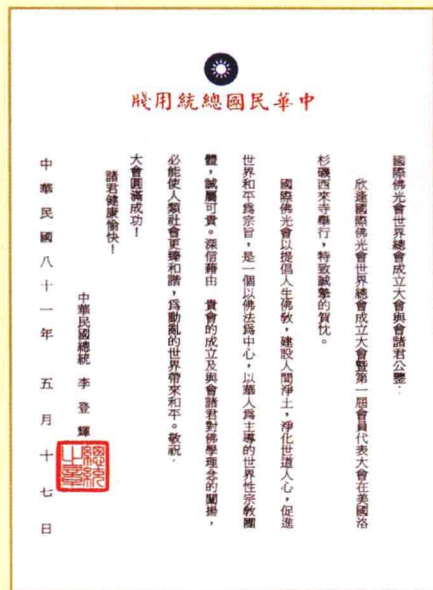 中華民國總統用牋
國際佛光會世界總會成立大會與會諸君公鑒：
欣逢國際佛光會世界總會成立大會暨第一屆會員代表大會在美國洛
杉磯西來寺舉行，特致誠摯的賀忱。
國際佛光會以提倡人生佛教，建設人間淨土，淨化世道人心，促進
世界和平為宗旨，是一個以佛法為中心，以華人為主導的世界性宗教團
體，誠屬可貴。深信藉由　貴會的成立及與會諸君對佛學理念的闡揚，
必能使人類社會更臻和諧，為動亂的世界帶來和平。敬祝：
大會圓滿成功！
諸君健康愉快！
中華民國總統　李登輝
總統之章
中華民國八十一年　五月十七日